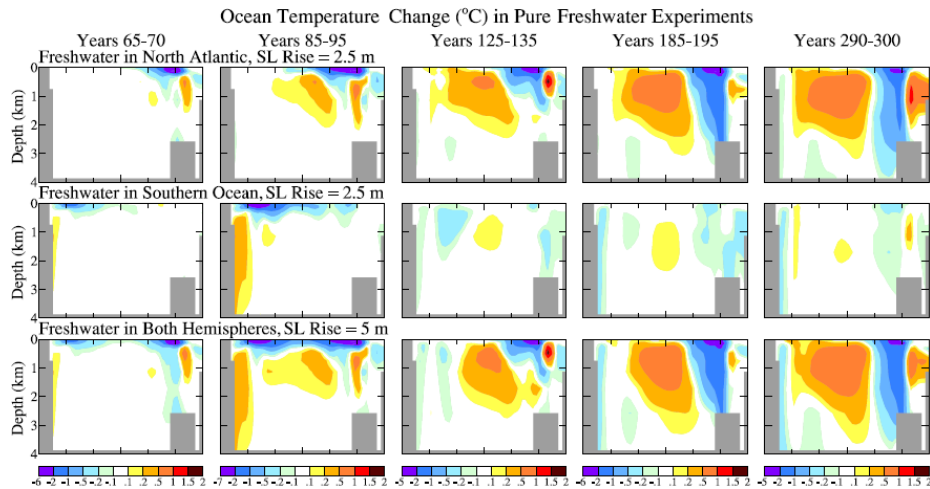 Ocean Temperature Change (°C) in Pure Freshwater Experiments
Years 65-70 Years 85-95 Years 125-135 Years 185-195 Years 290-300
Freshwater in North Atlantic, SL Rise = 2.5 m
0
1
Depth (km)
2
3
4
Freshwater in Southern Ocean, SL Rise = 2.5 m
0
1
Depth (km)
2
3
4
Freshwater in Both Hemispheres, SL Rise = 5 m
0
1
Depth (km)
2
3
4
-6 -2 -1 -.5 -.2 -.1 .1 .2 .5 1 1.5 2
-7 -2 -1 -.5 -.2 -.1 .1 .2 .5 1 1.5 2
-6 -2 -1 -.5 -.2 -.1 .1 .2 .5 1 1.5 2
-5 -2 -1 -.5 -.2 -.1 .1 .2 .5 1 1.5 2
-5 -2 -1 -.5 -.2 -.1 .1 .2 .5 1 1.5 2